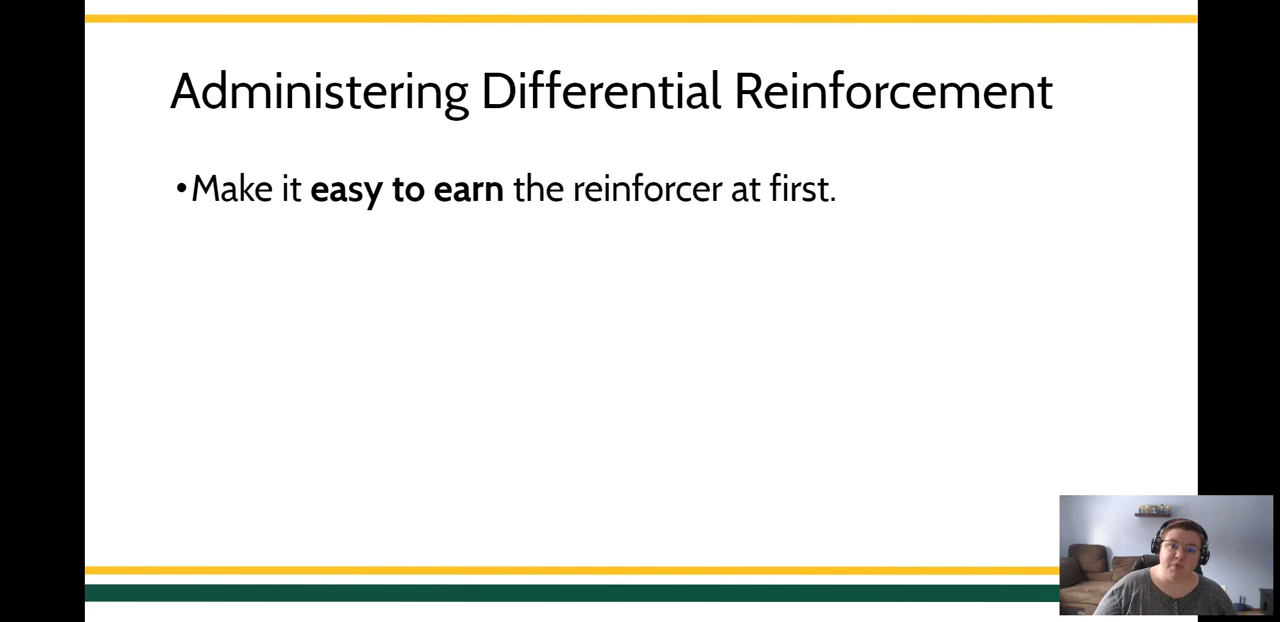 Administering Differential Reinforcement
•Make it easy to earn the reinforcer at first.